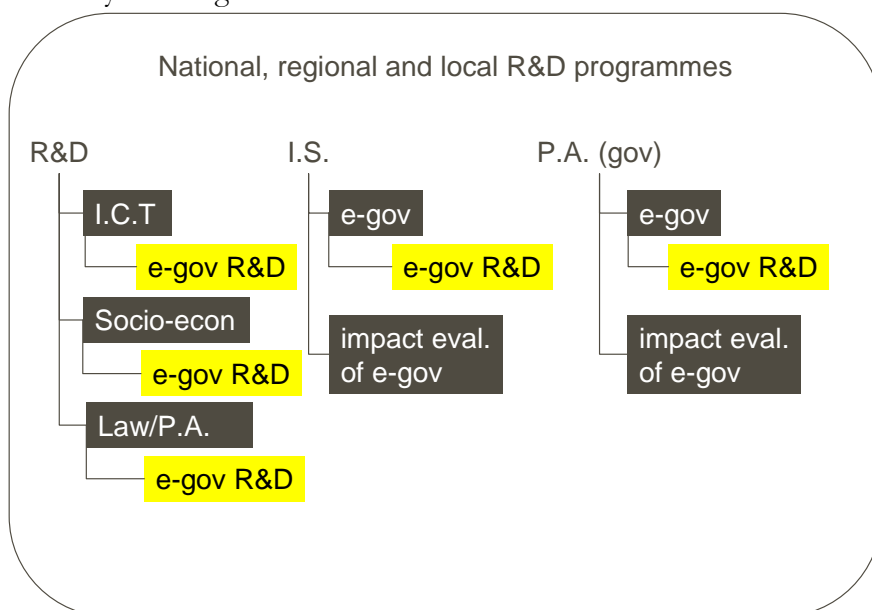 National, regional and local R&D programmes
R&D
I.C.T
e-gov R&D
Socio-econ
e-gov R&D
Law/P.A.
e-gov R&D
I.S.
e-gov
e-gov R&D
impact eval.
of e-gov
P.A. (gov)
e-gov
e-gov R&D
impact eval.
of e-gov